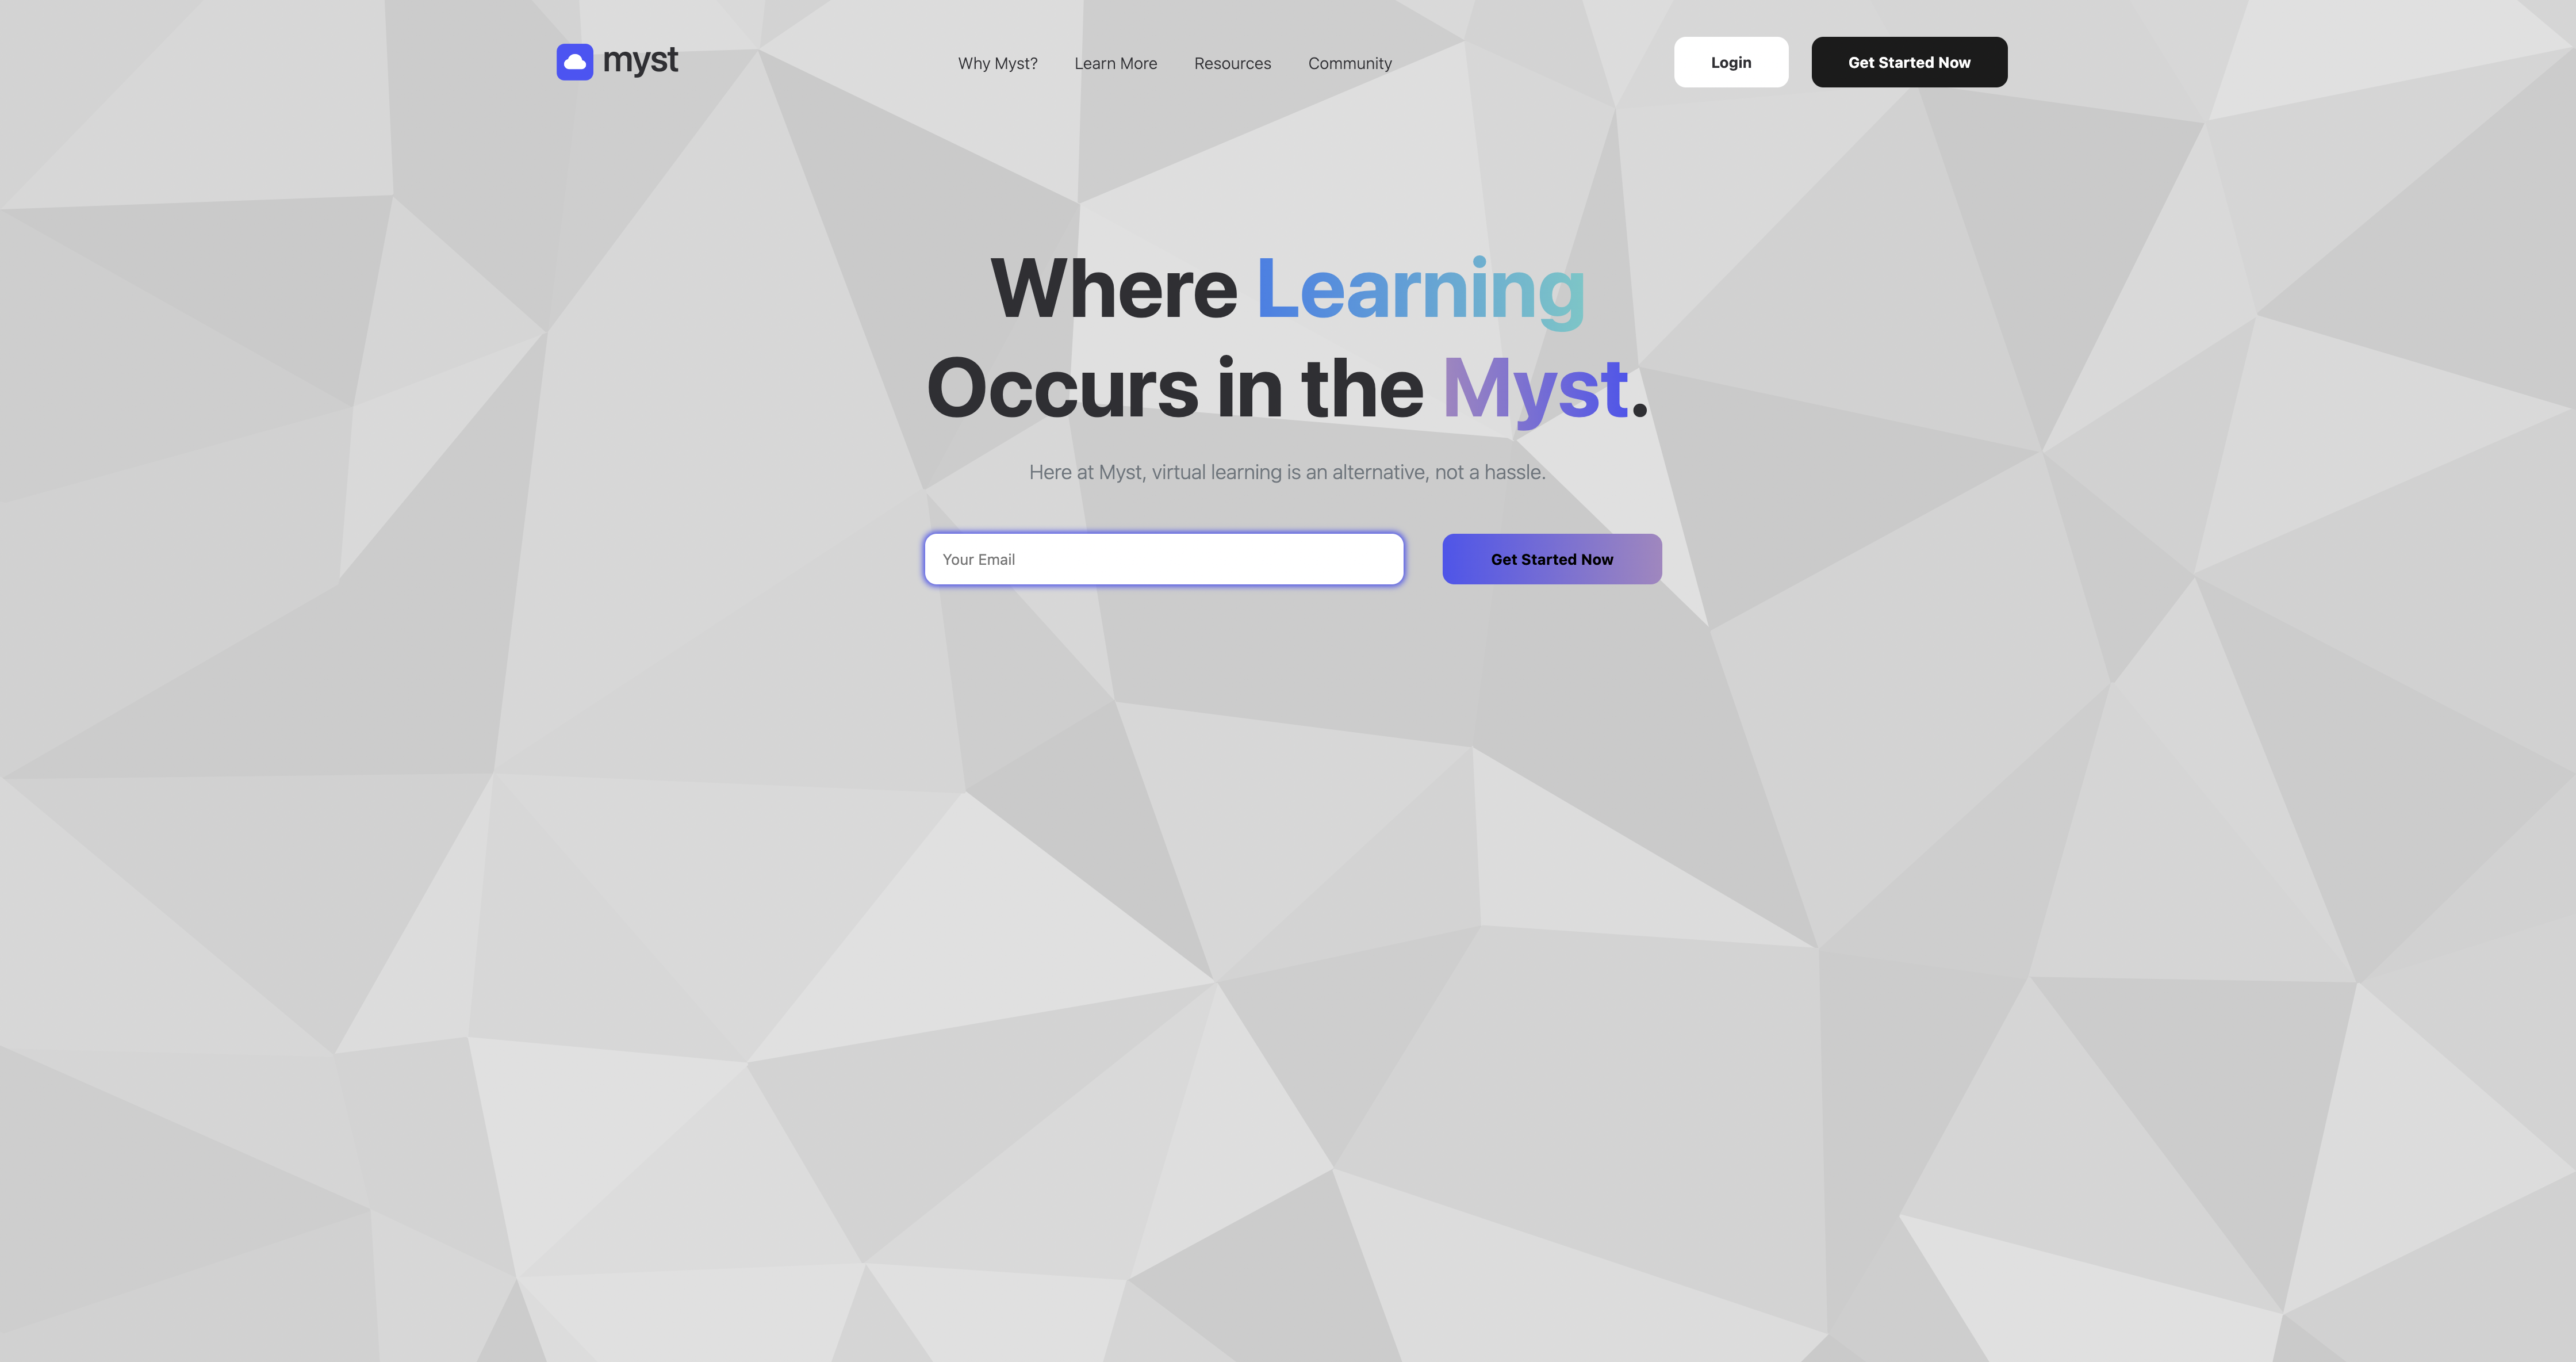 myst
Why Myst?
Learn More
Resources
Community
Login
Get Started Now
Where Learning
Occurs in the Myst.
Here at Myst, virtual learning is an alternative, not a hassle.
Your Email
Get Started Now